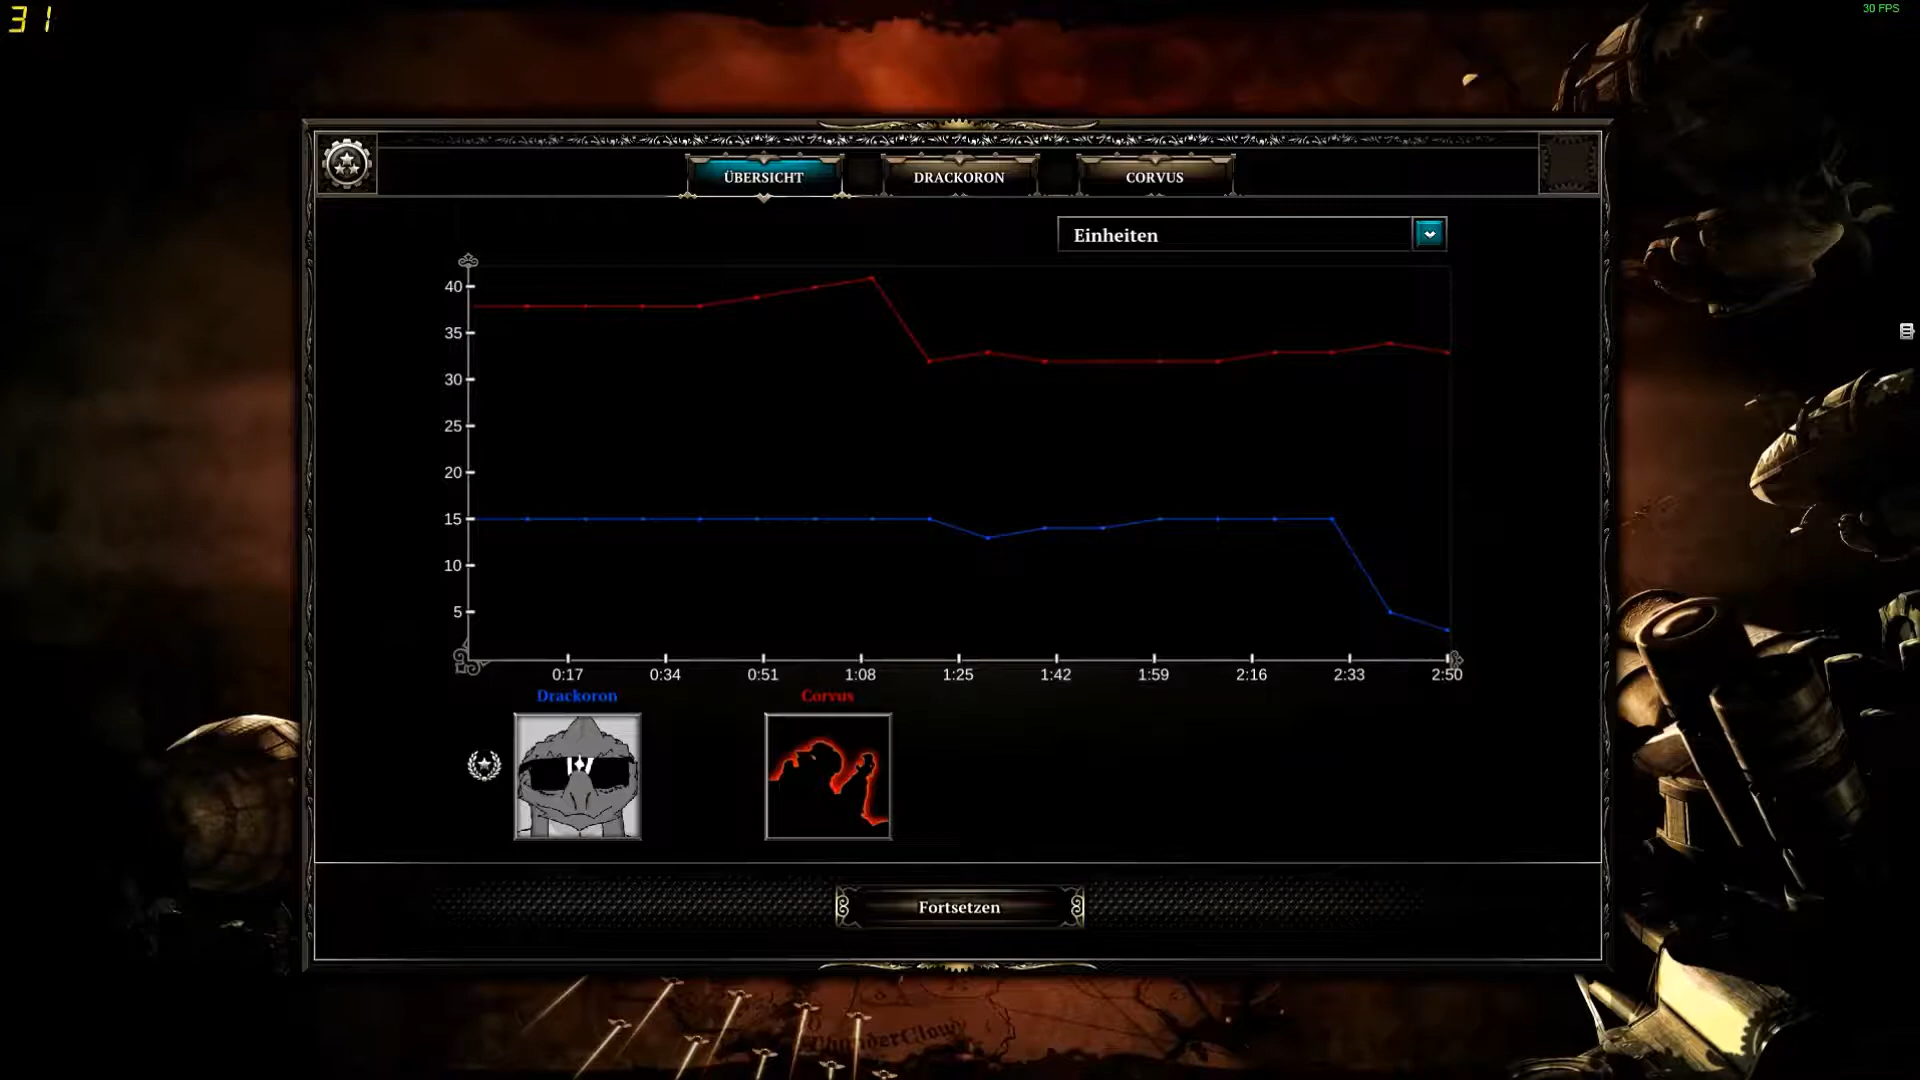 31
30 FPS
ÜBERSICHT
DRACKORON
CORVUS
Einheiten
40
35
30
25
20
15
10
5
0:17 0:34 0:51 1:08 1:25 1:42 1:59 2:16 2:33 2:50
Drackoron
Corvus
Fortsetzen